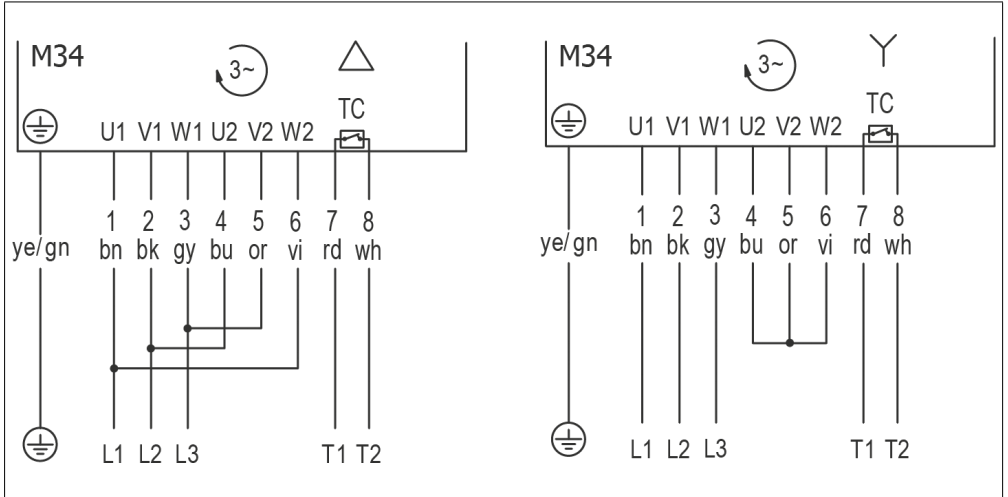 M34
3~
TC
U1 V1 W1 U2 V2 W2
1 2 3 4 5 6 7 8
ye/gn bn bk gy bu or vi rd wh
L1 L2 L3 T1 T2
M34
3~
TC
U1 V1 W1 U2 V2 W2
1 2 3 4 5 6 7 8
ye/gn bn bk gy bu or vi rd wh
L1 L2 L3 T1 T2